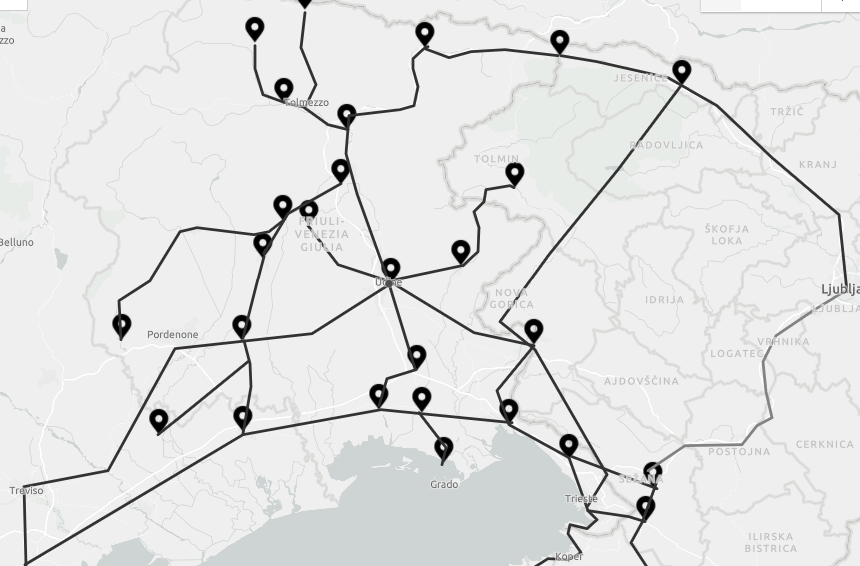 a
zzo
Tolmezzo
JESENICE
TRŽIČ
RADOVLJICA
TOLMIN
KRANJ
FRIULI-
VENEZIA
GIULIA
ŠKOFJA
LOKA
Belluno
Udine
NOVA
GORICA
IDRIJA
Ljublja
LJUBLJA
Pordenone
VRHNIKA
LOGATEC
AJDOVŠČINA
CERKNICA
POSTOJNA
SEŽANA
Grado
Treviso
Trieste
ILIRSKA
BISTRICA
Koper